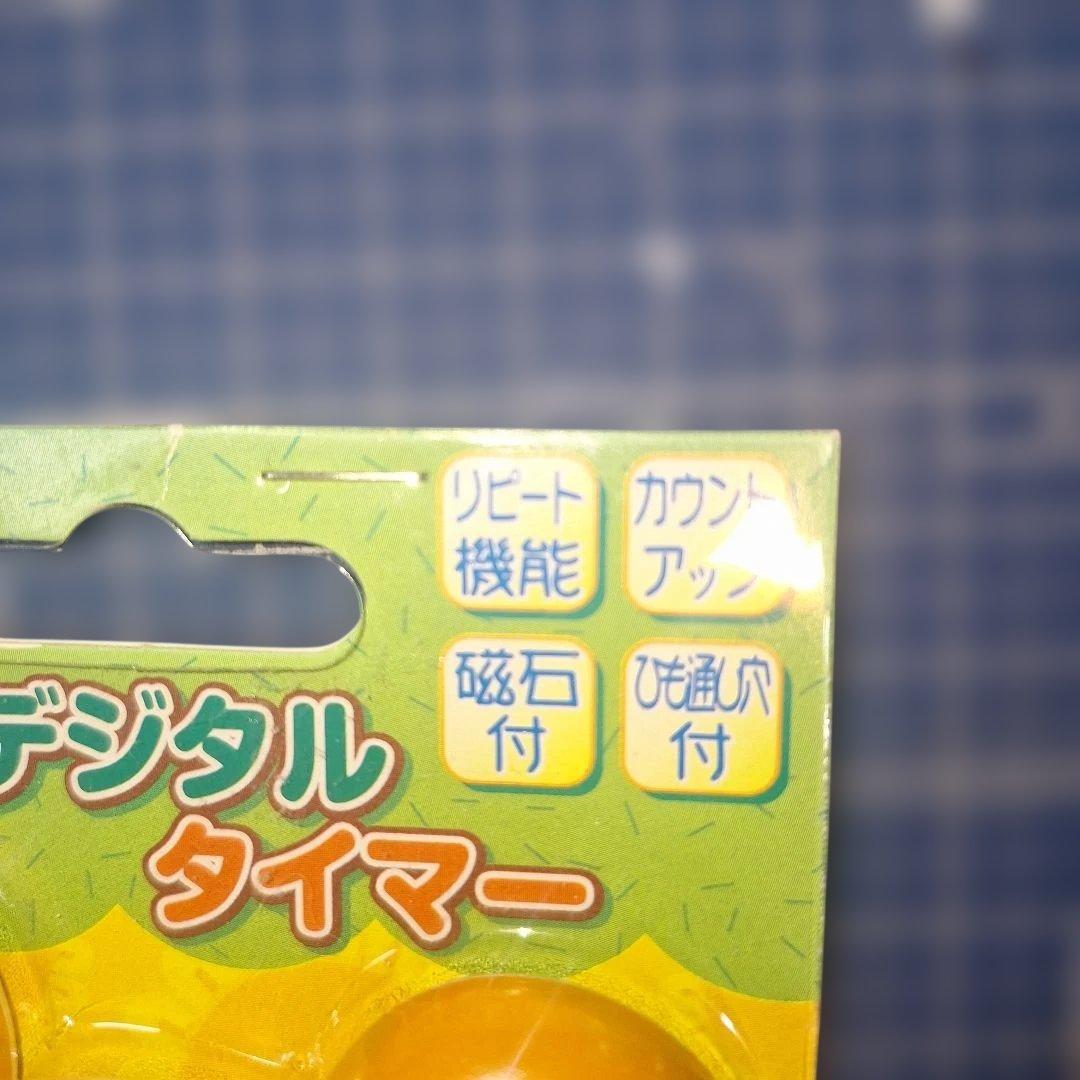 リピート
機能
カウント
アップ
磁石
付
ひも通し穴
付
デジタル
タイマー